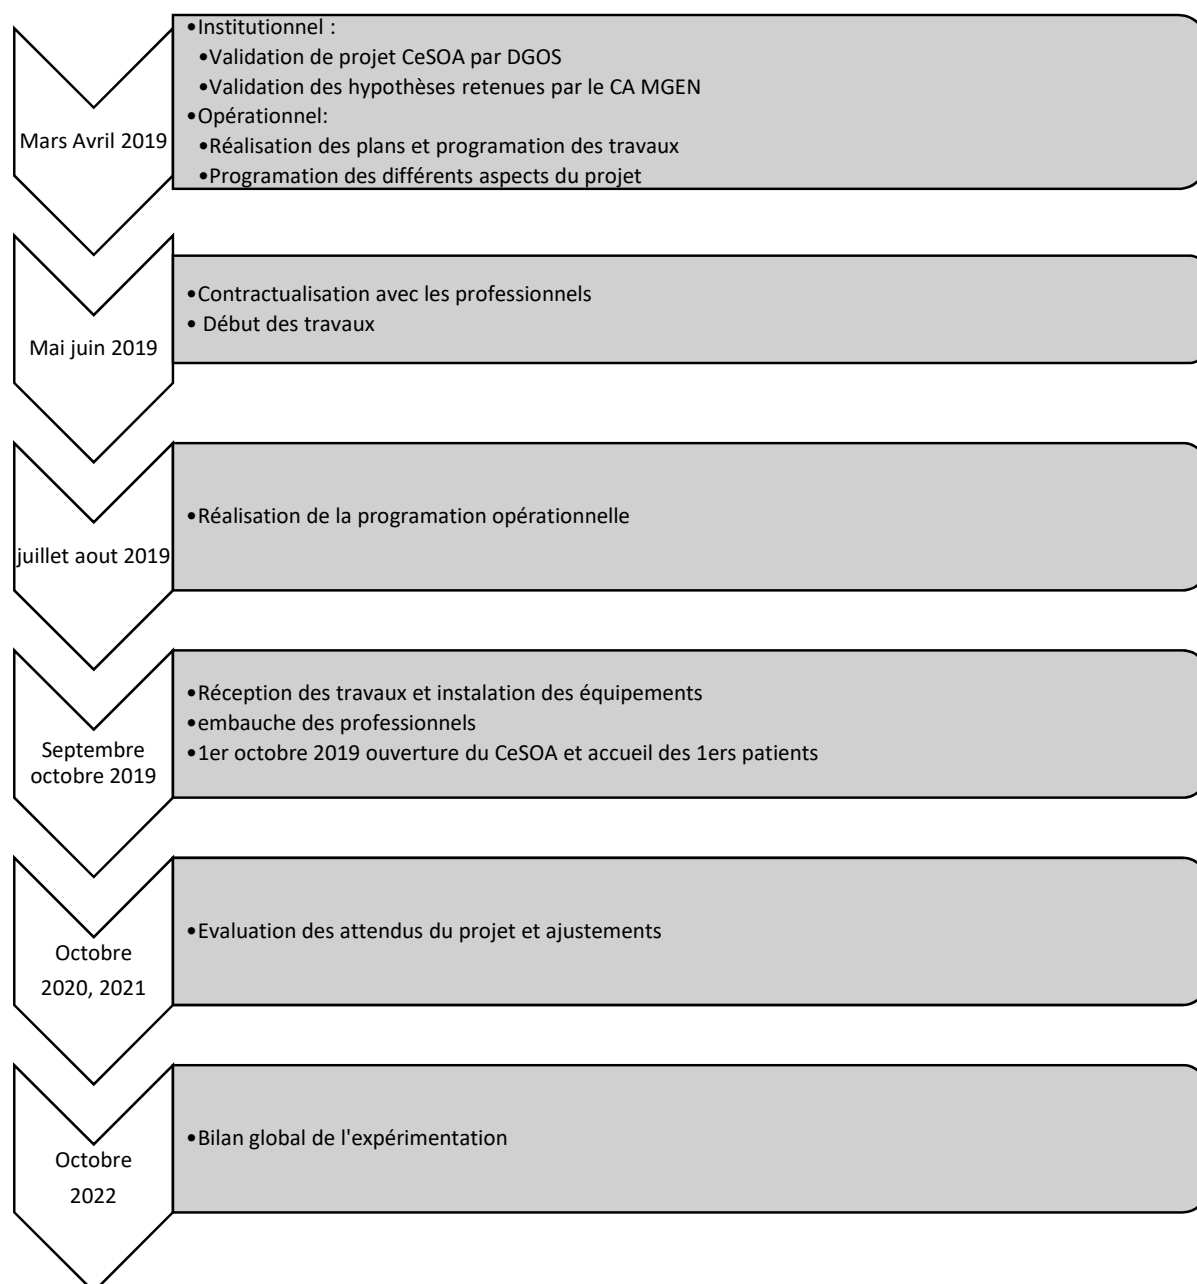 •Institutionnel :
•Validation de projet CeSOA par DGOS
•Validation des hypothèses retenues par le CA MGEN
•Opérationnel:
•Réalisation des plans et programation des travaux
•Programation des différents aspects du projet
Mars Avril 2019
•Contractualisation avec les professionnels
• Début des travaux
Mai juin 2019
•Réalisation de la programation opérationnelle
juillet aout 2019
•Réception des travaux et instalation des équipements
•embauche des professionnels
•1er octobre 2019 ouverture du CeSOA et accueil des 1ers patients
Septembre
octobre 2019
•Evaluation des attendus du projet et ajustements
Octobre
2020, 2021
•Bilan global de l'expérimentation
Octobre
2022